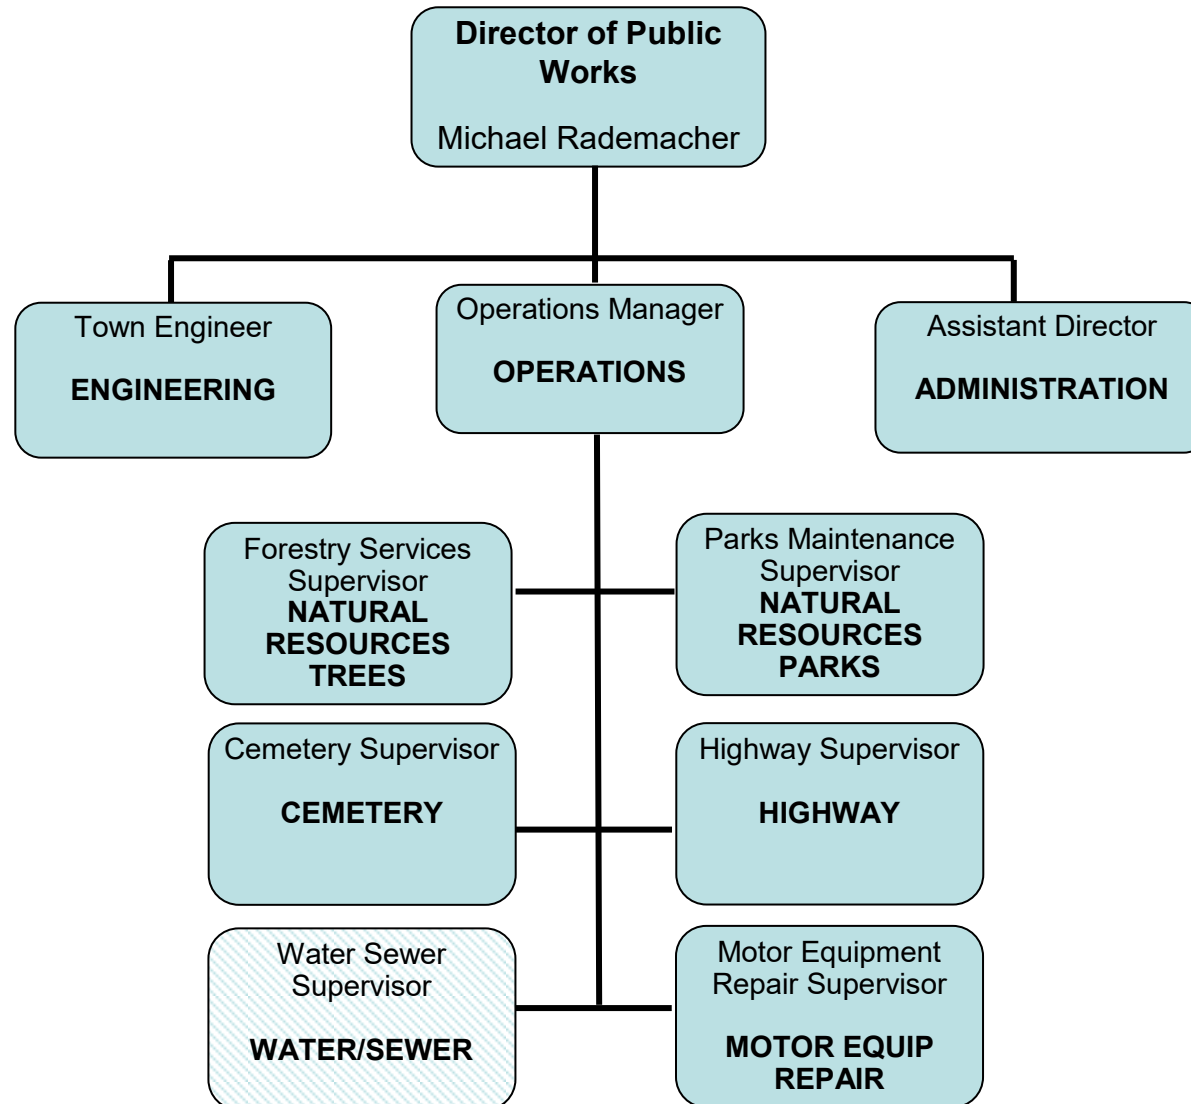 Director of Public
Works
Michael Rademacher
Town Engineer
ENGINEERING
Operations Manager
OPERATIONS
Assistant Director
ADMINISTRATION
Forestry Services
Supervisor
NATURAL
RESOURCES
TREES
Parks Maintenance
Supervisor
NATURAL
RESOURCES
PARKS
Cemetery Supervisor
CEMETERY
Highway Supervisor
HIGHWAY
Water Sewer
Supervisor
WATER/SEWER
Motor Equipment
Repair Supervisor
MOTOR EQUIP
REPAIR